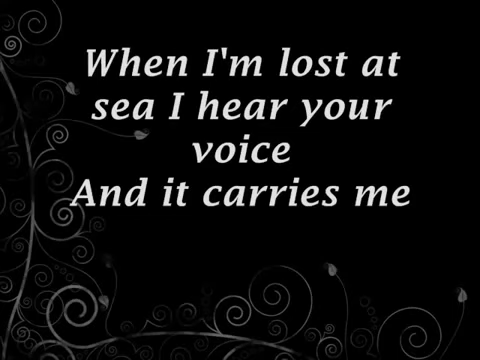 When I'm lost at
sea I hear your
voice
And it carries me